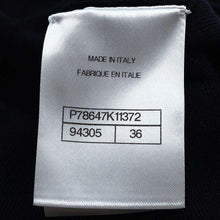 MADE IN ITALY
FABRIQUE EN ITALIE
P78647K11372
94305 36